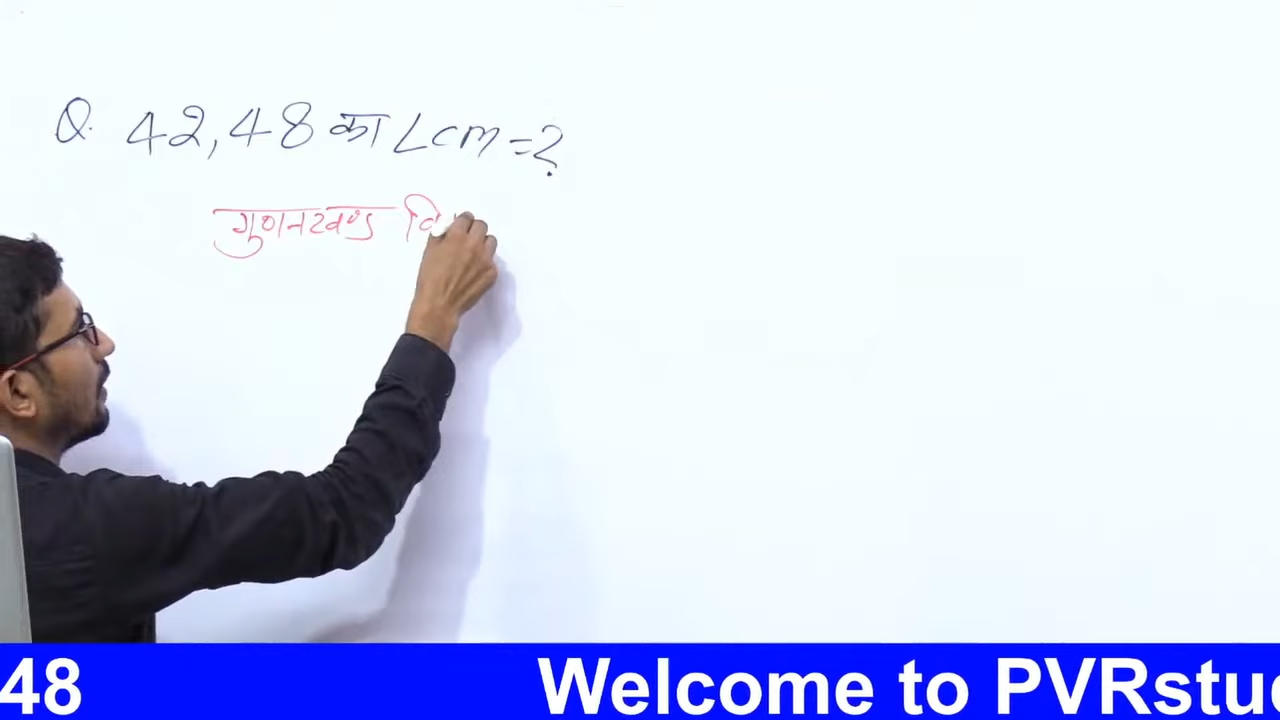 Q. 42,48 का Lcm=?
गुणनखण्ड वि
48 Welcome to PVRstu